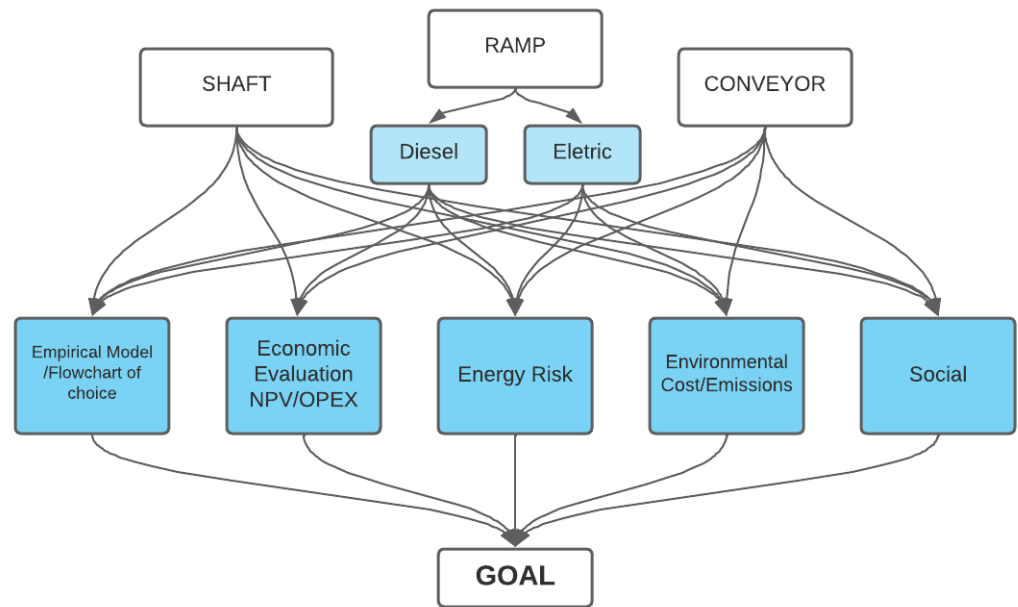 RAMP
SHAFT
CONVEYOR
Diesel
Eletric
Empirical Model
/Flowchart of
choice
Economic
Evaluation
NPV/OPEX
Energy Risk
Environmental
Cost/Emissions
Social
GOAL